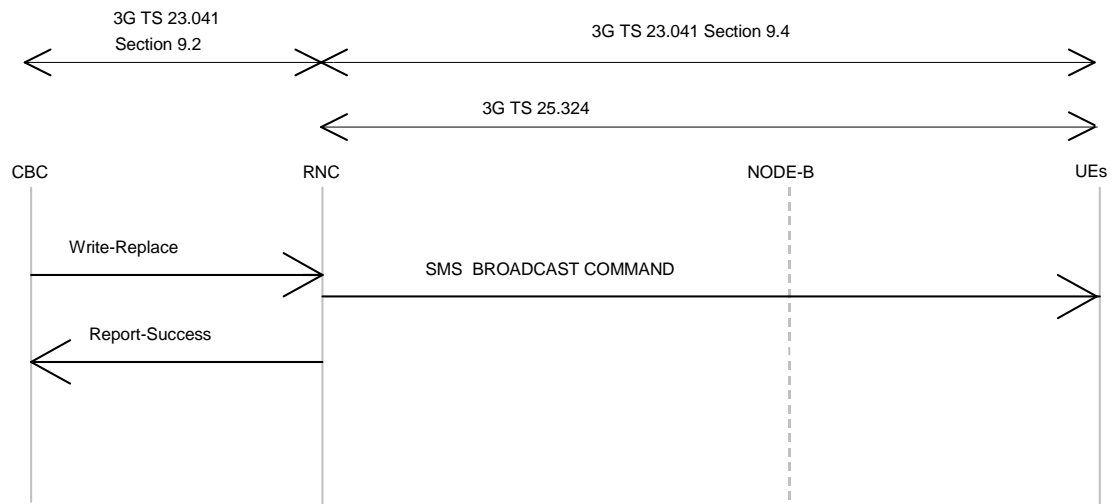 3G TS 23.041
Section 9.2
3G TS 23.041 Section 9.4
3G TS 25.324
CBC
RNC
NODE-B
UEs
Write-Replace
SMS BROADCAST COMMAND
Report-Success